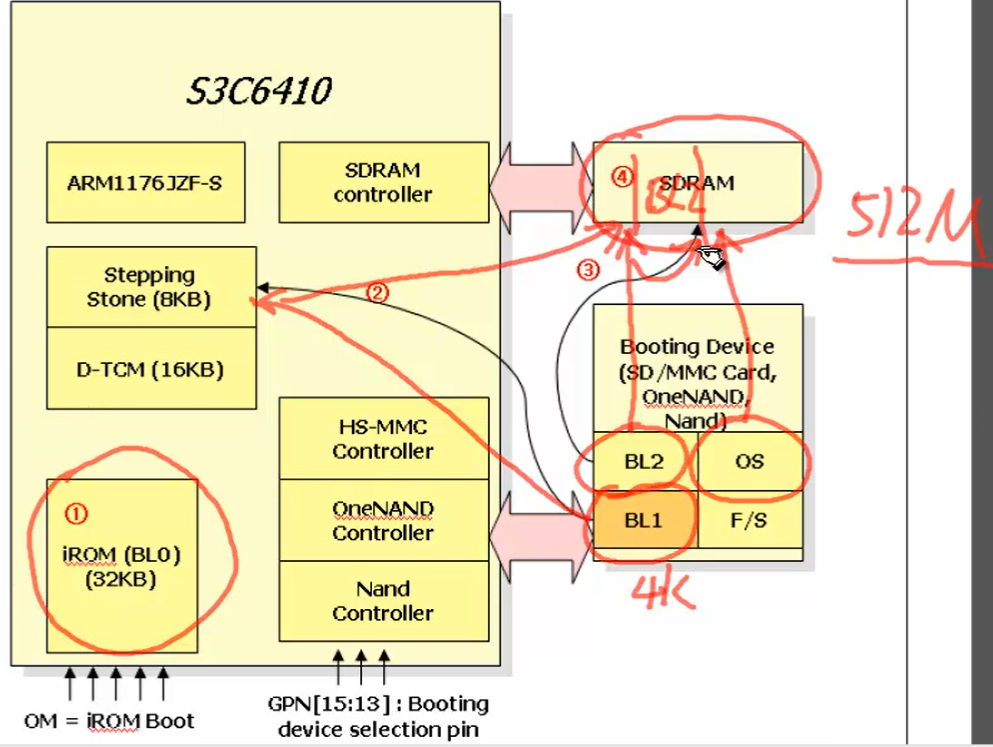 S3C6410
ARM1176JZF-S
SDRAM
controller
④
SDRAM
BL2
512M
Stepping
Stone (8KB)
②
③
D-TCM (16KB)
Booting Device
(SD/MMC Card,
OneNAND,
Nand)
HS-MMC
Controller
BL2
OS
①
iROM (BL0)
(32KB)
OneNAND
Controller
BL1
F/S
4K
Nand
Controller
OM = iROM Boot
GPN[15:13] : Booting
device selection pin